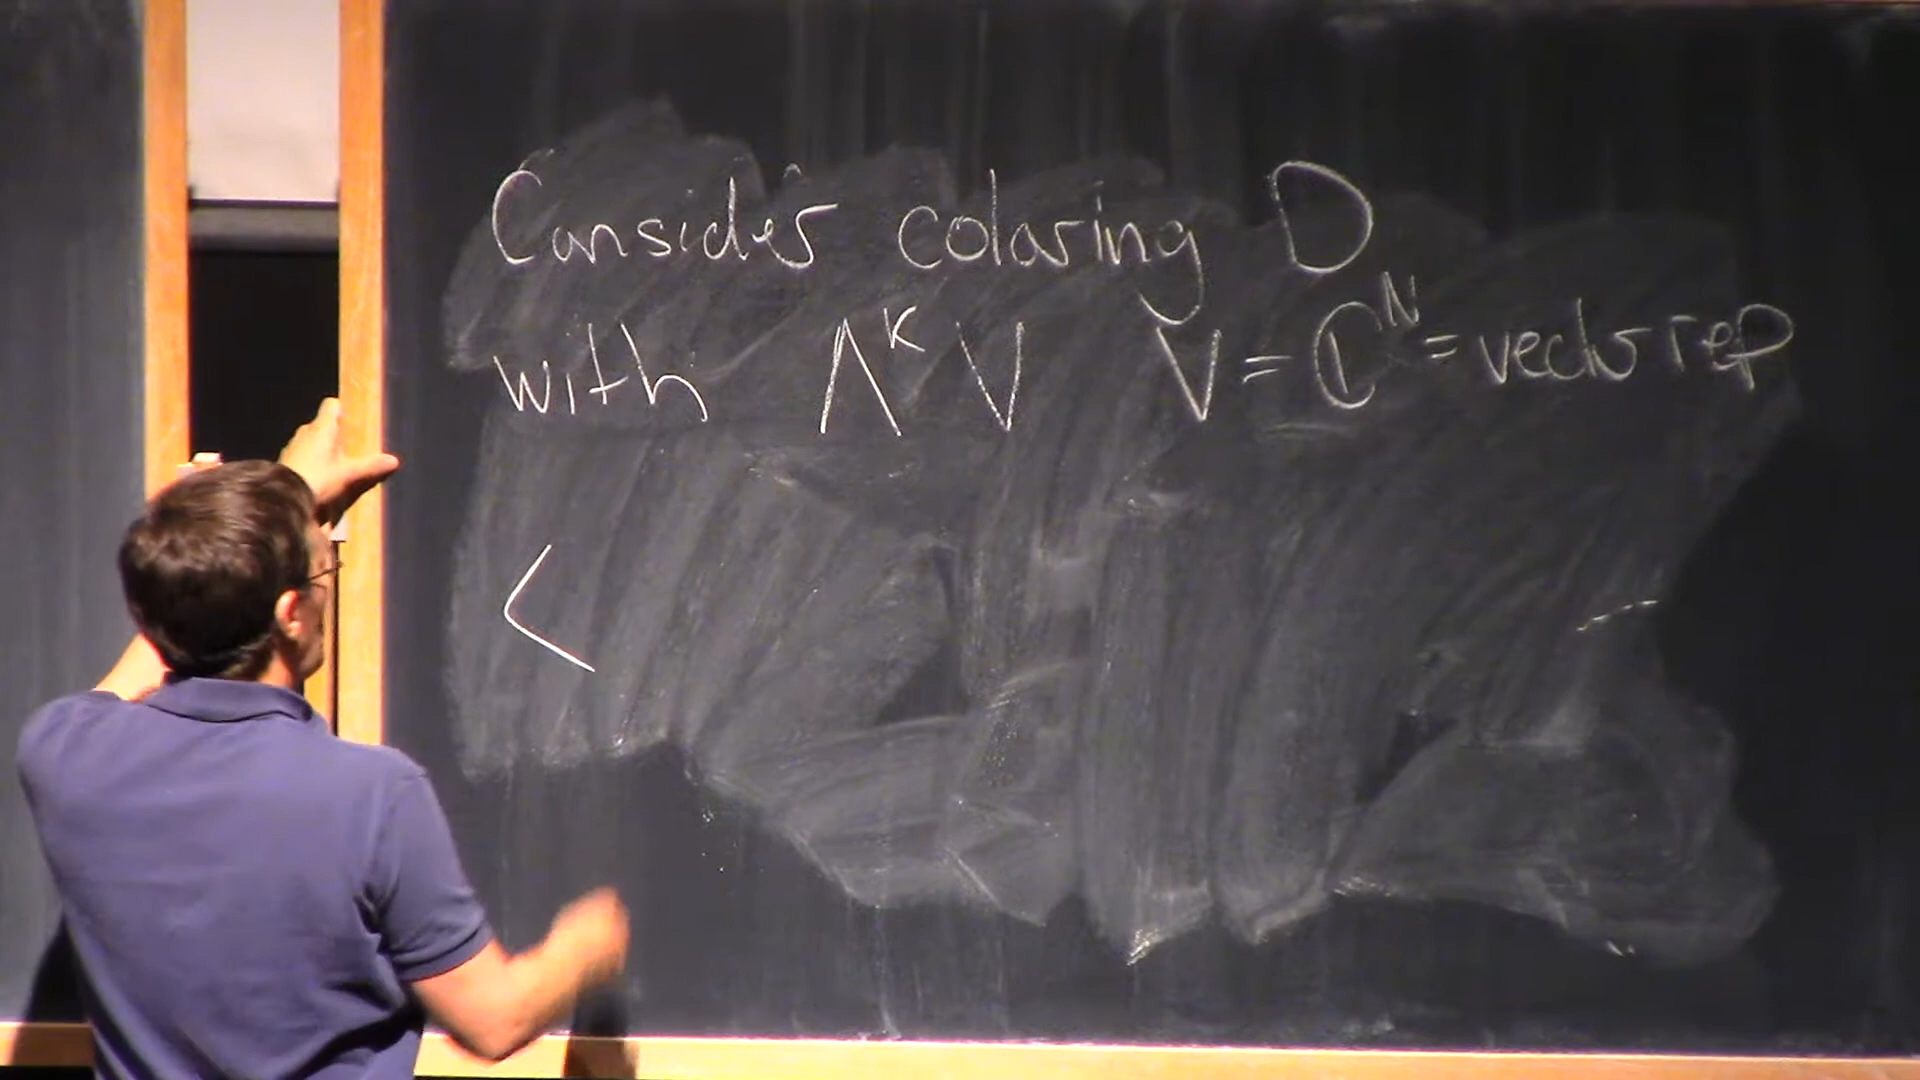 Consider coloring D
with Λ^K V V = ℂ^N = vector rep
<